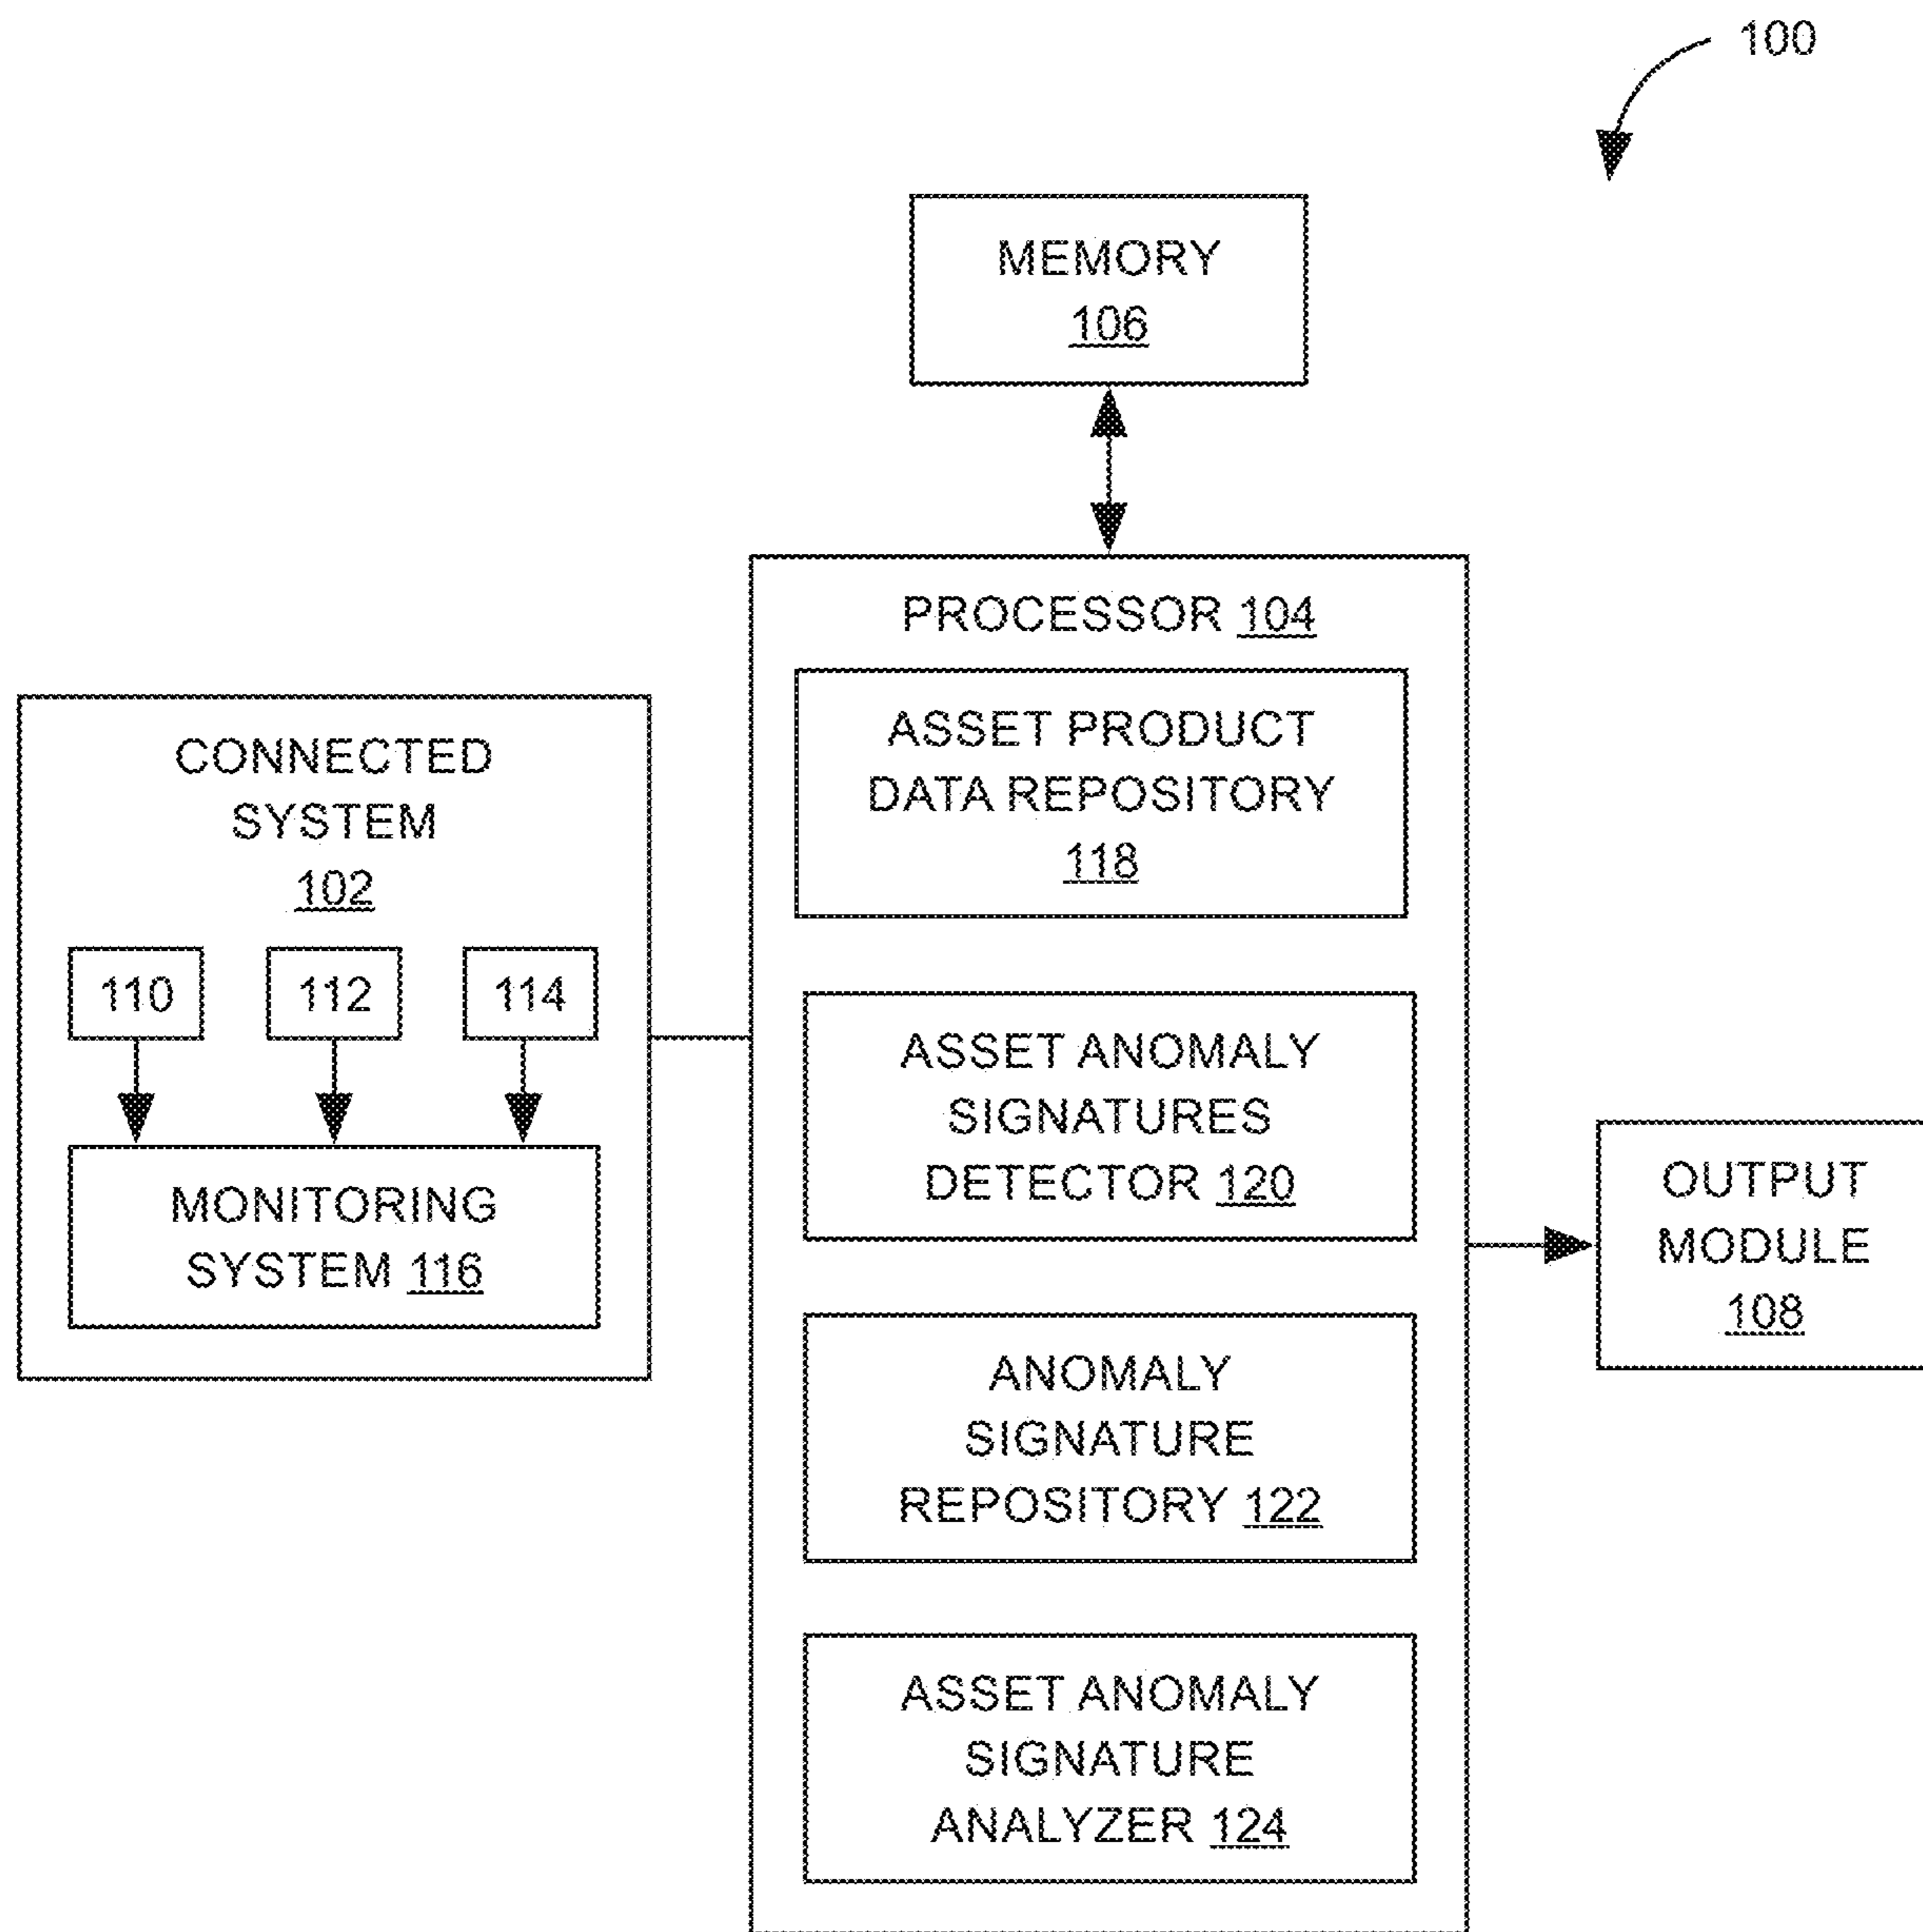 100
MEMORY
106
PROCESSOR 104
ASSET PRODUCT
DATA REPOSITORY
118
CONNECTED
SYSTEM
102
110
112
114
MONITORING
SYSTEM 116
ASSET ANOMALY
SIGNATURES
DETECTOR 120
ANOMALY
SIGNATURE
REPOSITORY 122
ASSET ANOMALY
SIGNATURE
ANALYZER 124
OUTPUT
MODULE
108